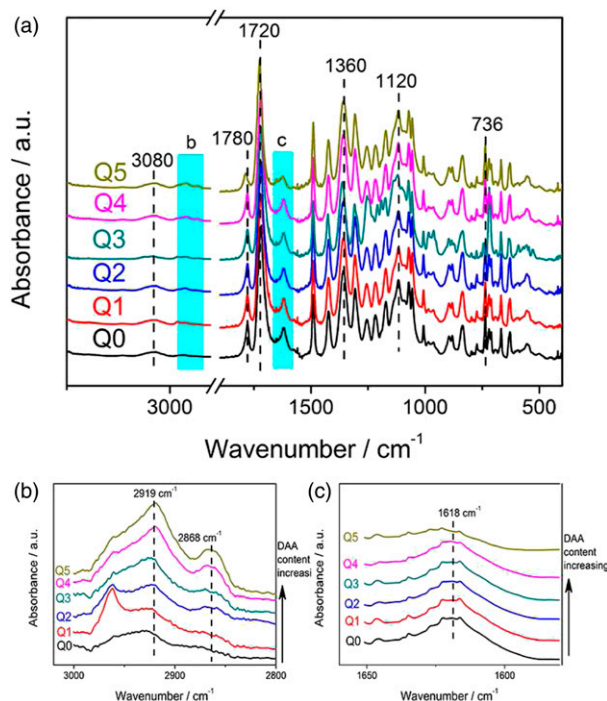 (a)
1720
1360
1120
736
1780
3080
b
c
Q5
Q4
Q3
Q2
Q1
Q0
Absorbance / a.u.
3000
1500
1000
500
Wavenumber / cm-1
(b)
2919 cm-1
2868 cm-1
Q5
Q4
Q3
Q2
Q1
Q0
DAA
content
increasi
Absorbance / a.u.
3000
2900
2800
Wavenumber / cm-1
(c)
1618 cm-1
Q5
Q4
Q3
Q2
Q1
Q0
DAA
content
increasing
Absorbance / a.u.
1650
1600
Wavenumber / cm-1